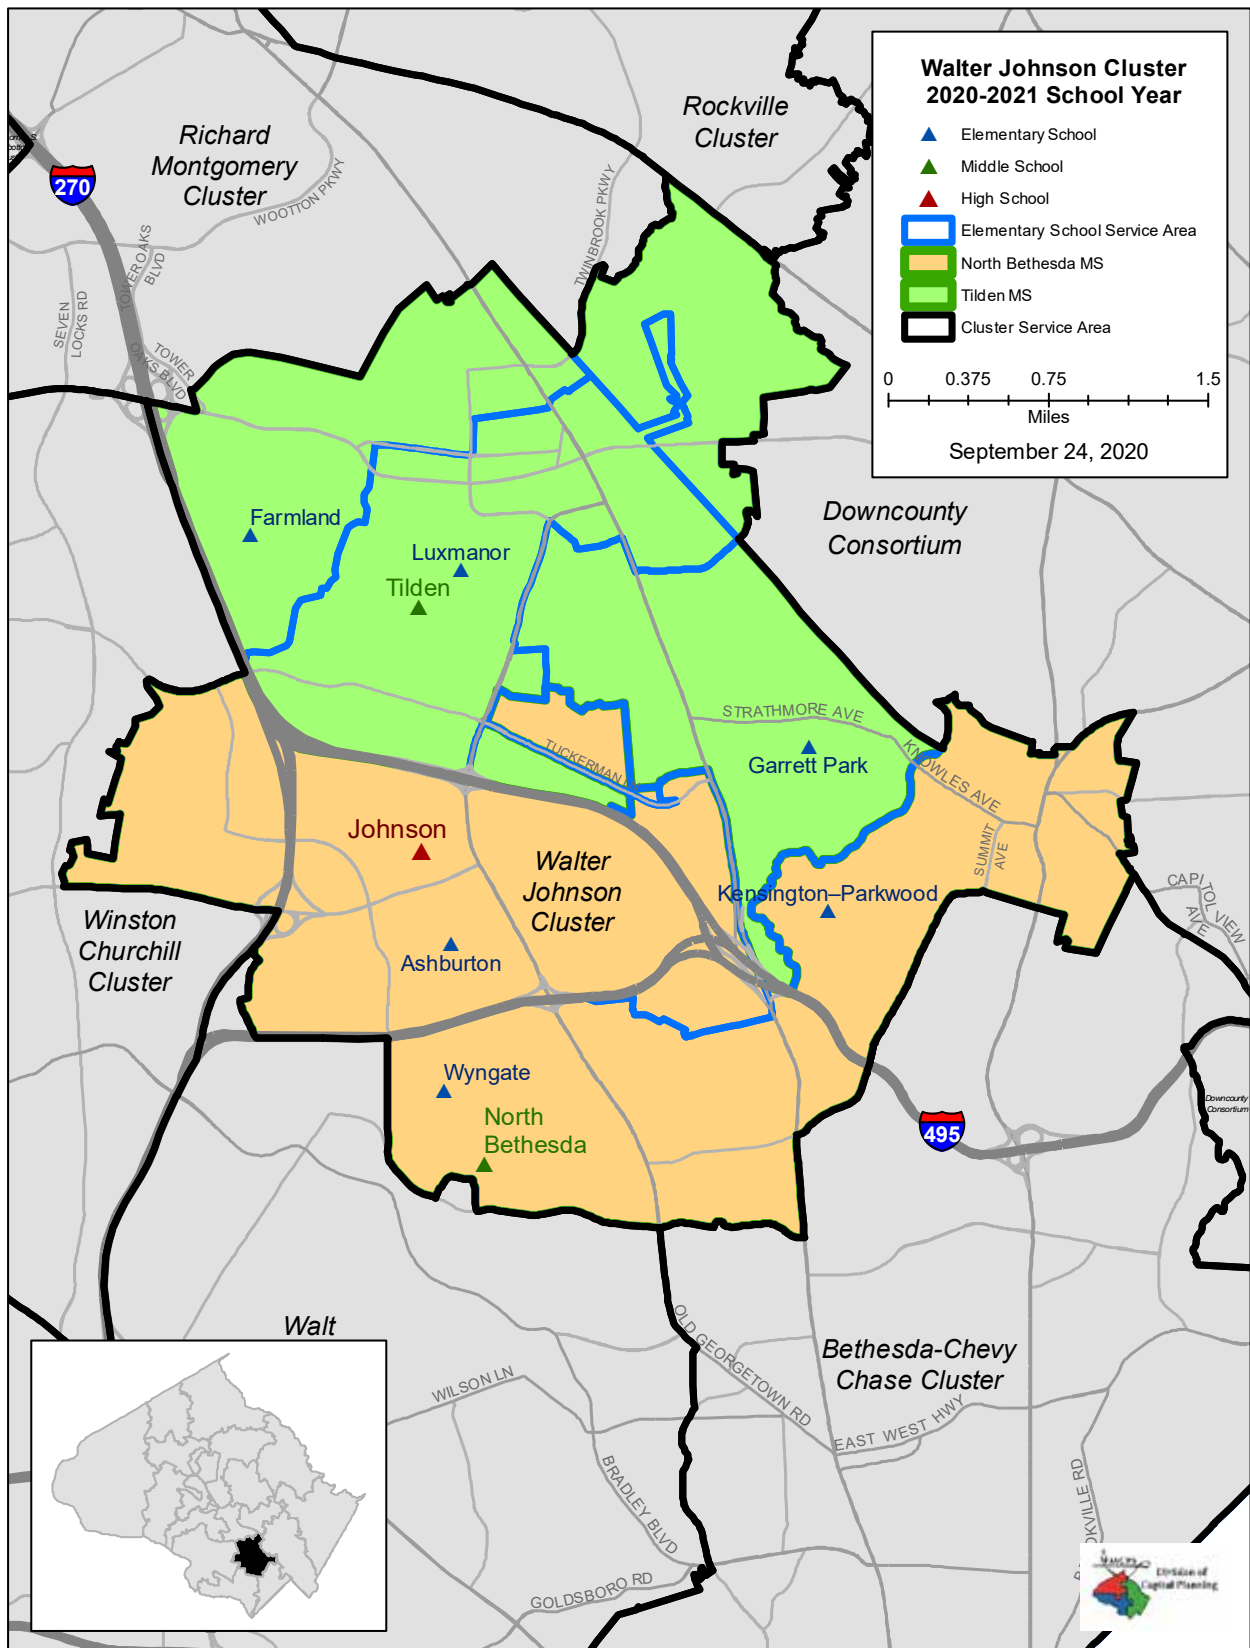 Walter Johnson Cluster
2020-2021 School Year
Elementary School
Middle School
High School
Elementary School Service Area
North Bethesda MS
Tilden MS
Cluster Service Area
0 0.375 0.75 1.5
Miles
September 24, 2020
Rockville
Cluster
Richard
Montgomery
Cluster
270
WOOTTON PKWY
TWINBROOK PKWY
TOWEROAKS
BLVD
SEVEN
LOCKS RD
TOWER
OAKS BLVD
Farmland
Luxmanor
Tilden
Downcounty
Consortium
STRATHMORE AVE
KNOWLES AVE
TUCKERMAN
Garrett Park
SUMMIT
AVE
Johnson
Walter
Johnson
Cluster
Kensington–Parkwood
CAPITOL VIEW
AVE
Winston
Churchill
Cluster
Ashburton
Wyngate
North
Bethesda
495
Downcounty
Consortium
Walt
OLD GEORGETOWN RD
Bethesda-Chevy
Chase Cluster
WILSON LN
EAST WEST HWY
BRADLEY BLVD
GOLDSBORO RD
Division of
Capital Planning